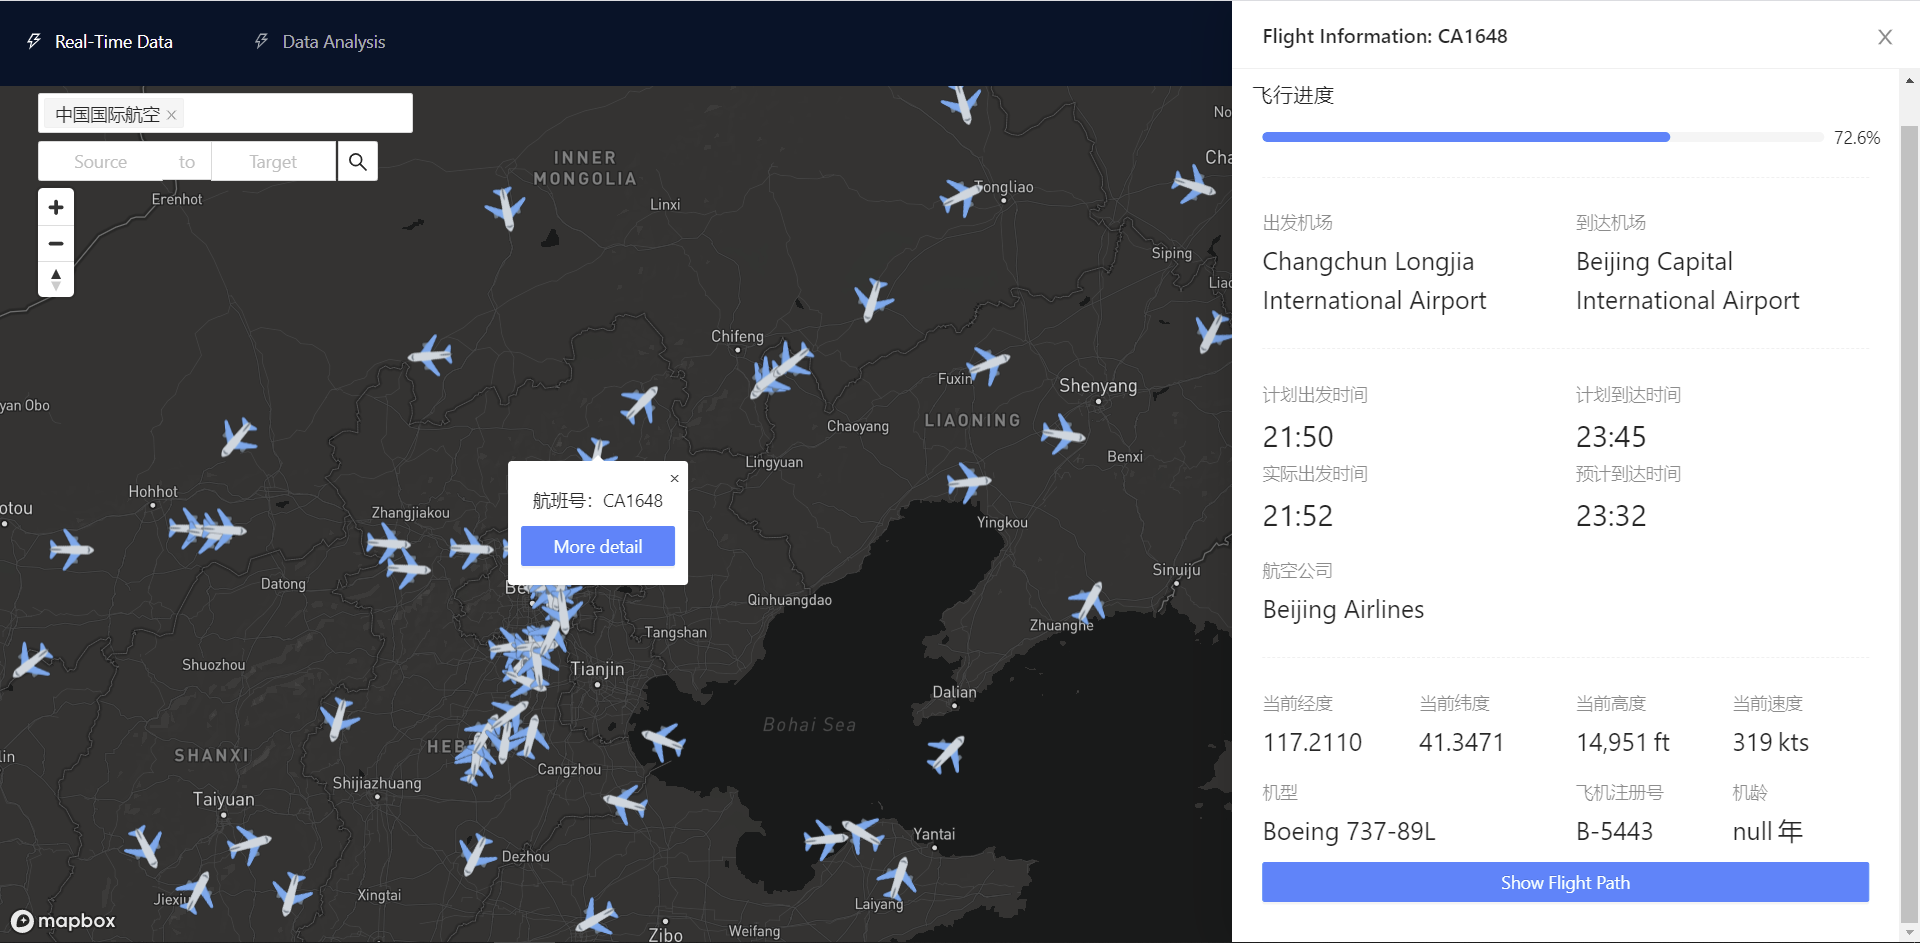 Real-Time Data
Data Analysis
中国国际航空 ×
Source to Target
INNER
MONGOLIA
Erenhot
Linxi
Tongliao
Siping
Chifeng
Fuxin
Shenyang
LIAONING
Chaoyang
Benxi
Lingyuan
Hohhot
Zhangjiakou
Yingkou
航班号：CA1648
More detail
Datong
Qinhuangdao
Sinuiju
Tangshan
Zhuanghe
Shuozhou
Tianjin
Dalian
Bohai Sea
SHANXI
Cangzhou
Shijiazhuang
Taiyuan
Yantai
Dezhou
Xingtai
Laiyang
Weifang
Zibo
mapbox
Flight Information: CA1648
飞行进度
72.6%
出发机场 到达机场
Changchun Longjia Beijing Capital
International Airport International Airport
计划出发时间 计划到达时间
21:50 23:45
实际出发时间 预计到达时间
21:52 23:32
航空公司
Beijing Airlines
当前经度 当前纬度 当前高度 当前速度
117.2110 41.3471 14,951 ft 319 kts
机型 飞机注册号 机龄
Boeing 737-89L B-5443 null 年
Show Flight Path